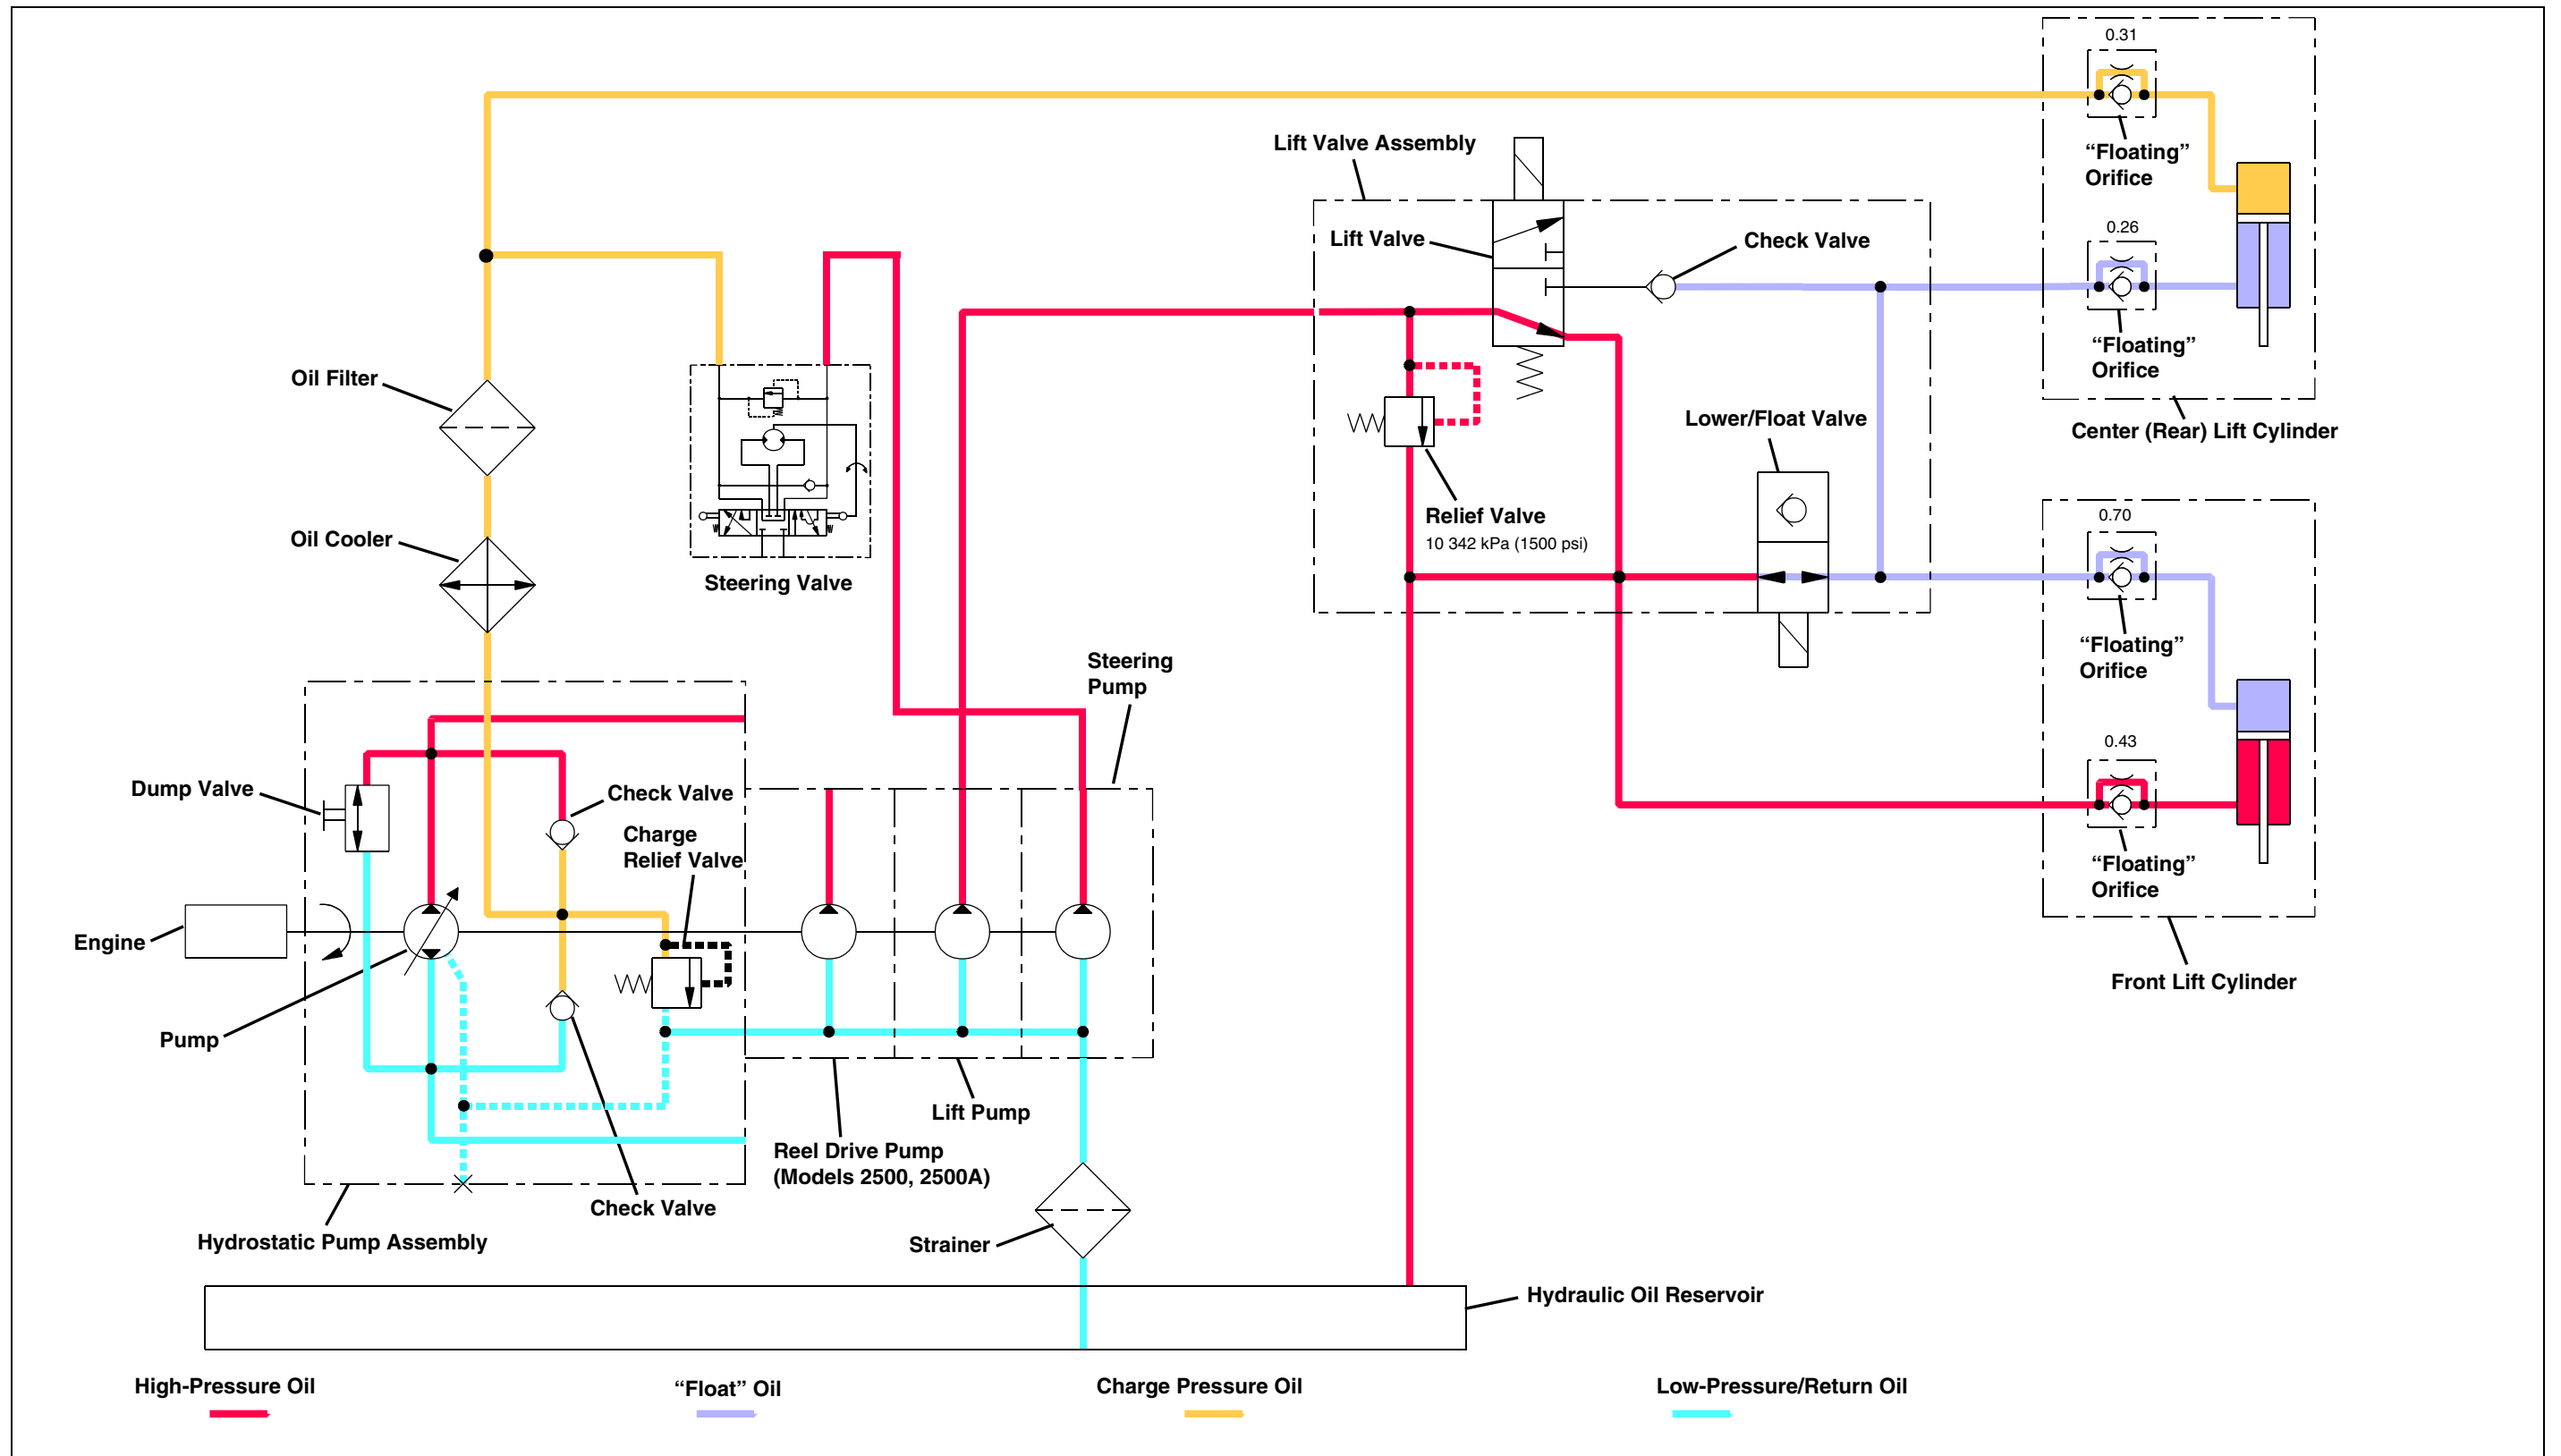 0.31
Lift Valve Assembly
“Floating”
Orifice
Lift Valve
Check Valve
0.26
“Floating”
Orifice
Oil Filter
Lower/Float Valve
Center (Rear) Lift Cylinder
Relief Valve
10 342 kPa (1500 psi)
0.70
Oil Cooler
Steering Valve
“Floating”
Orifice
Steering
Pump
0.43
Dump Valve
Check Valve
Charge
Relief Valve
“Floating”
Orifice
Engine
Front Lift Cylinder
Pump
Lift Pump
Reel Drive Pump
(Models 2500, 2500A)
Check Valve
Hydrostatic Pump Assembly
Strainer
Hydraulic Oil Reservoir
High-Pressure Oil
“Float” Oil
Charge Pressure Oil
Low-Pressure/Return Oil